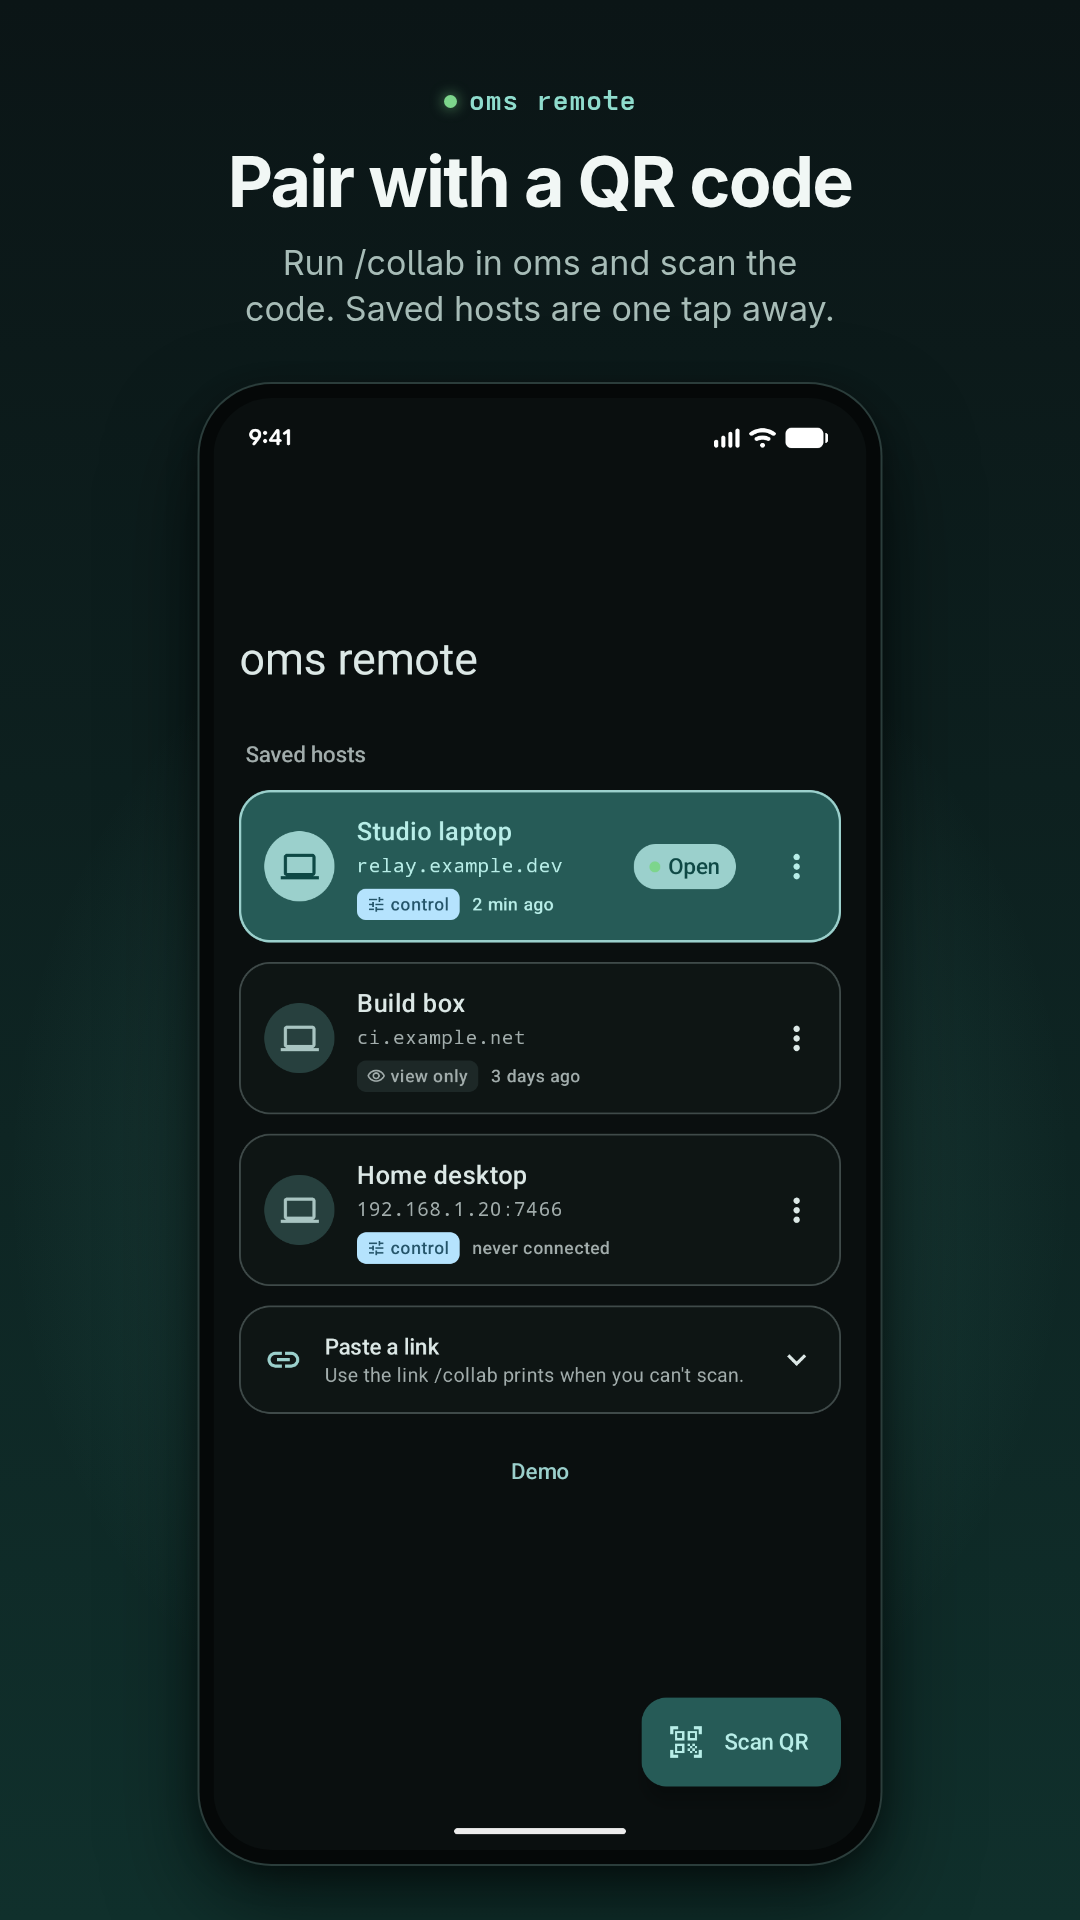 oms remote
Pair with a QR code
Run /collab in oms and scan the
code. Saved hosts are one tap away.
9:41
oms remote
Saved hosts
Studio laptop
relay.example.dev
control 2 min ago
Open
Build box
ci.example.net
view only 3 days ago
Home desktop
192.168.1.20:7466
control never connected
Paste a link
Use the link /collab prints when you can't scan.
Demo
Scan QR